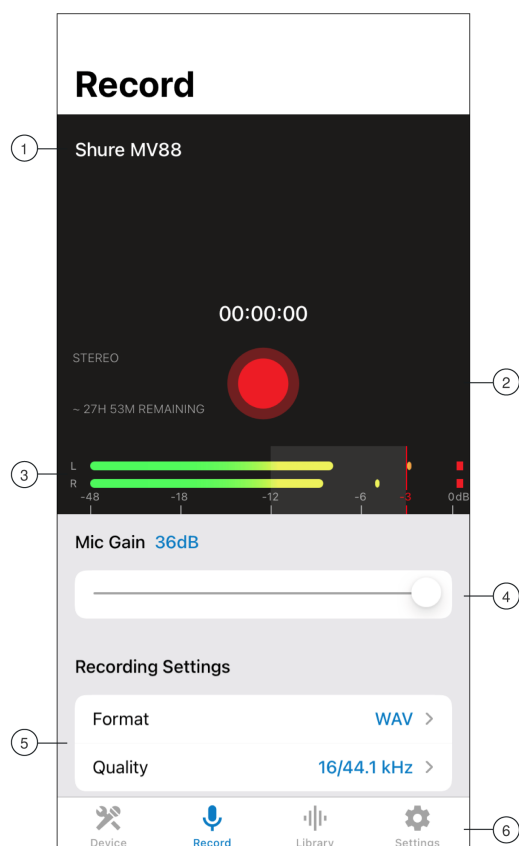 Record
1
Shure MV88
00:00:00
STEREO
2
~ 27H 53M REMAINING
3
L
R
-48 -18 -12 -6 -3 0dB
Mic Gain 36dB
4
Recording Settings
Format WAV >
5
Quality 16/44.1 kHz >
Device Record Library Settings
6